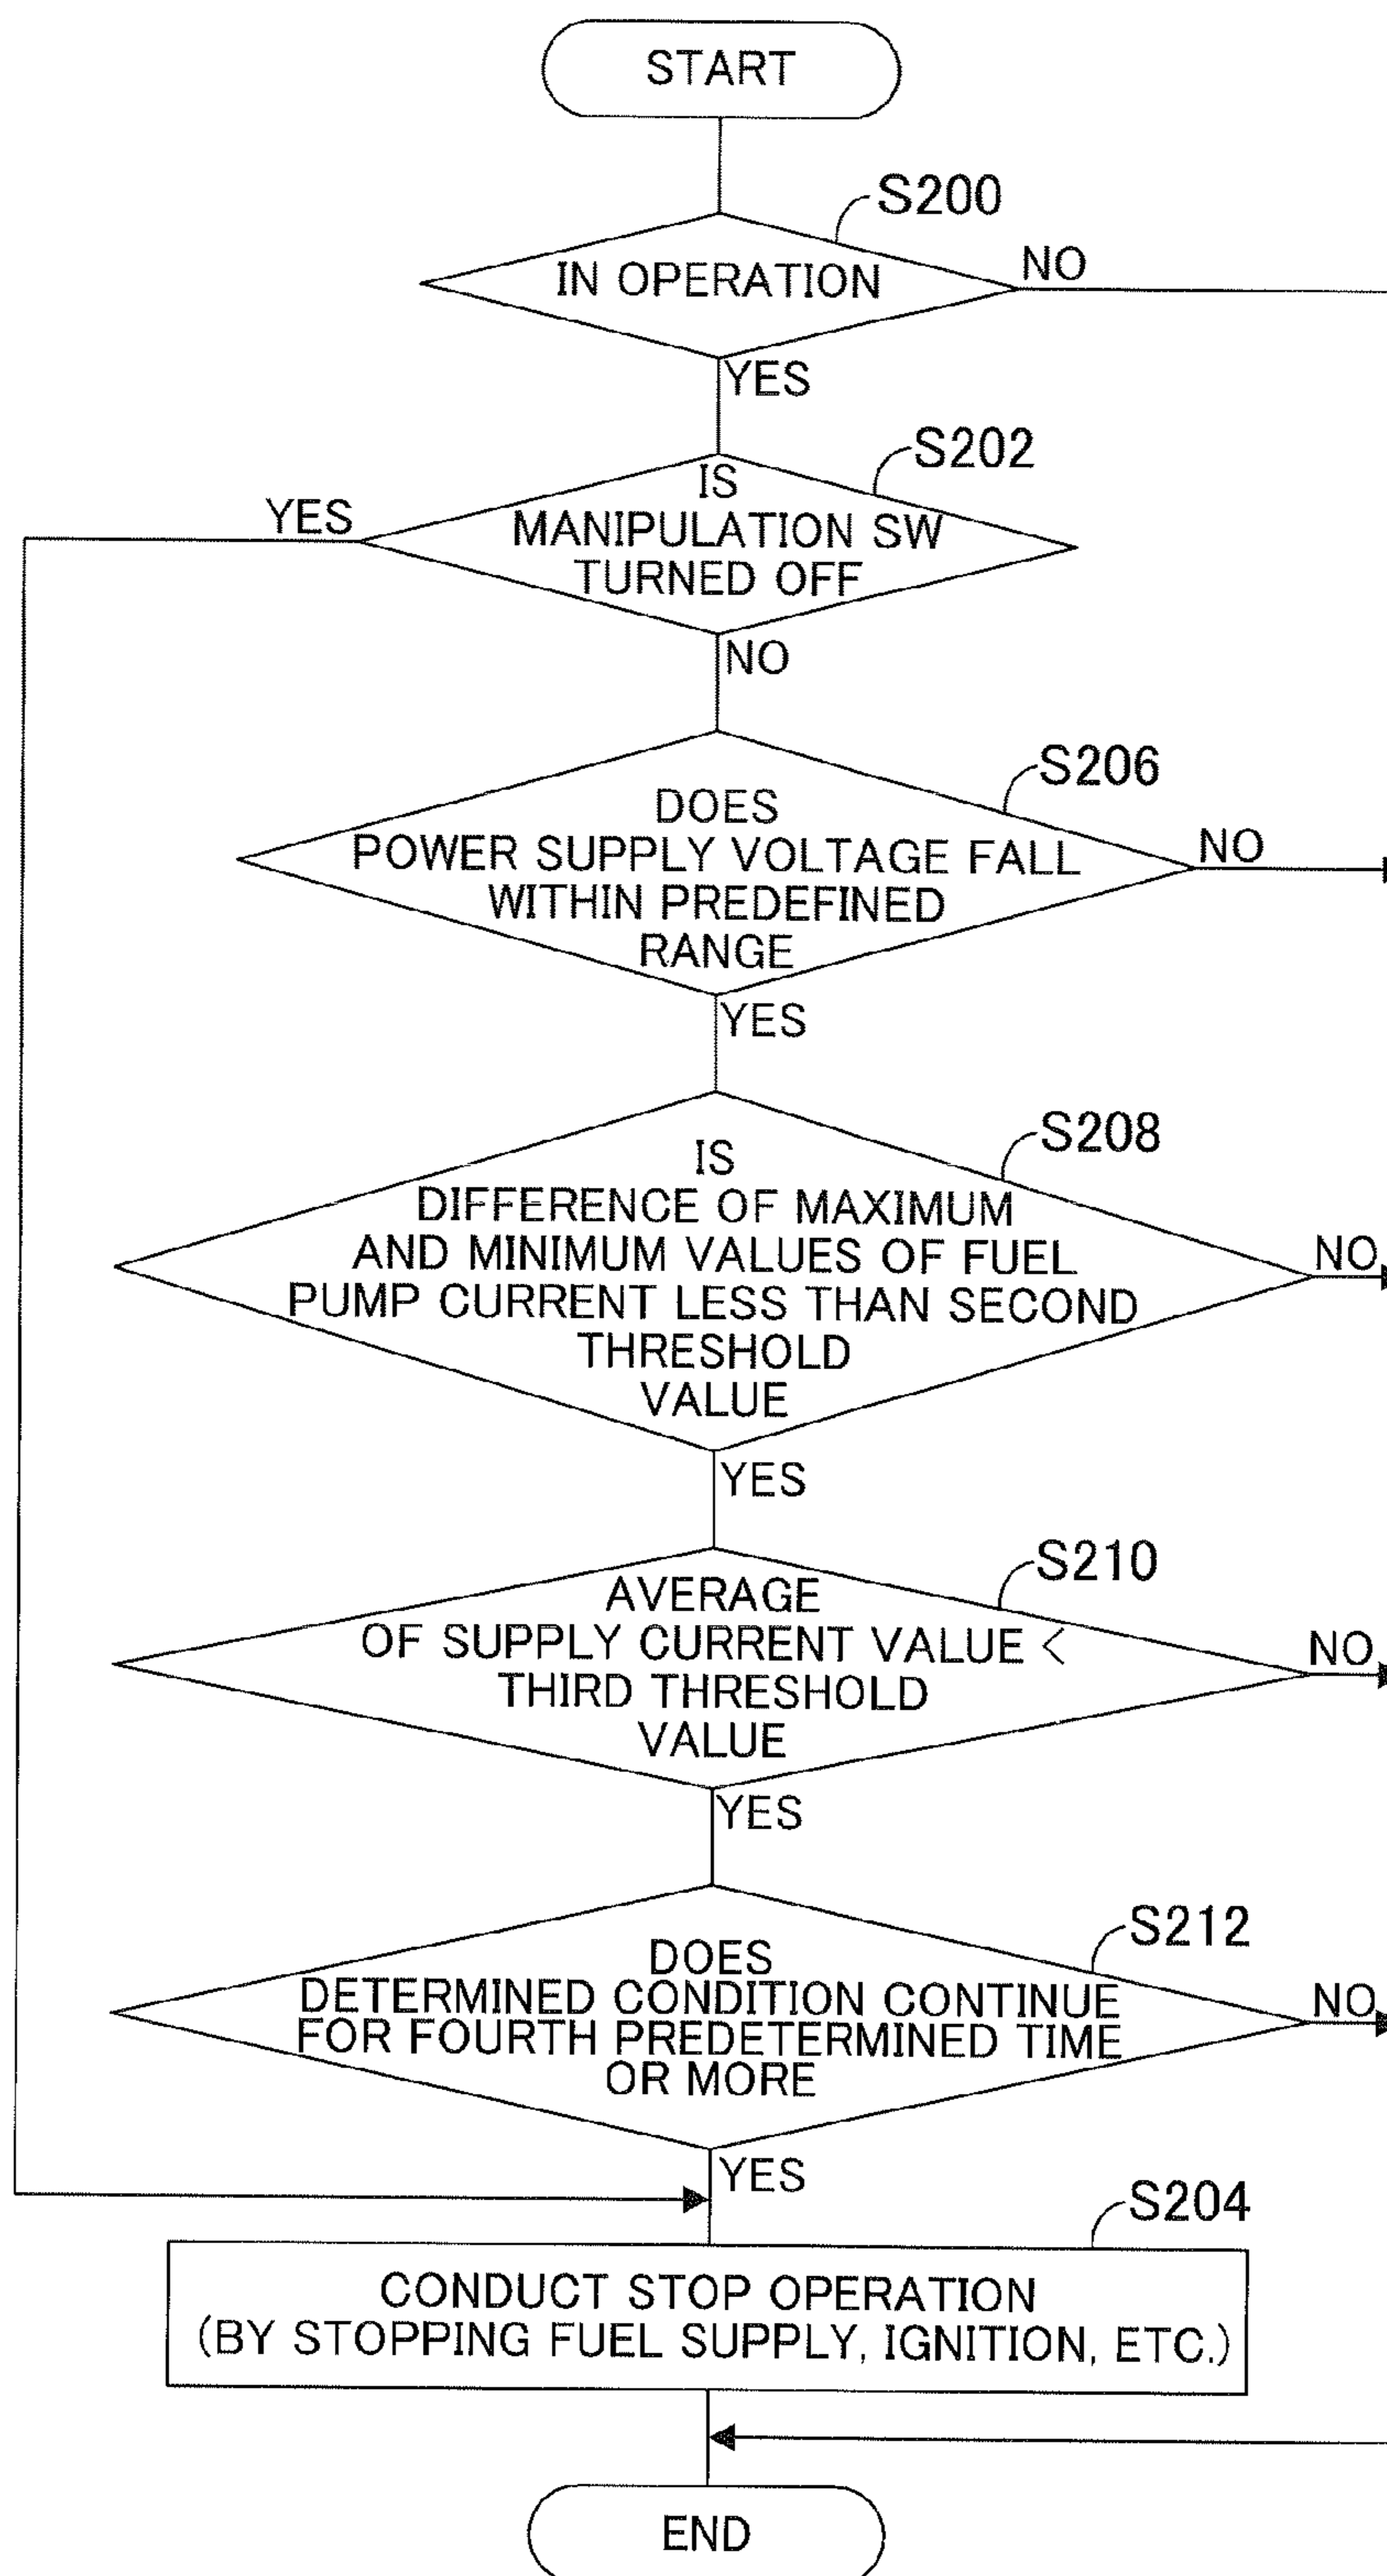 START
S200
IN OPERATION
NO
YES
S202
YES
IS
MANIPULATION SW
TURNED OFF
NO
S206
DOES
POWER SUPPLY VOLTAGE FALL
WITHIN PREDEFINED
RANGE
NO
YES
S208
IS
DIFFERENCE OF MAXIMUM
AND MINIMUM VALUES OF FUEL
PUMP CURRENT LESS THAN SECOND
THRESHOLD
VALUE
NO
YES
S210
AVERAGE
OF SUPPLY CURRENT VALUE <
THIRD THRESHOLD
VALUE
NO
YES
S212
DOES
DETERMINED CONDITION CONTINUE
FOR FOURTH PREDETERMINED TIME
OR MORE
NO
YES
S204
CONDUCT STOP OPERATION
(BY STOPPING FUEL SUPPLY, IGNITION, ETC.)
END